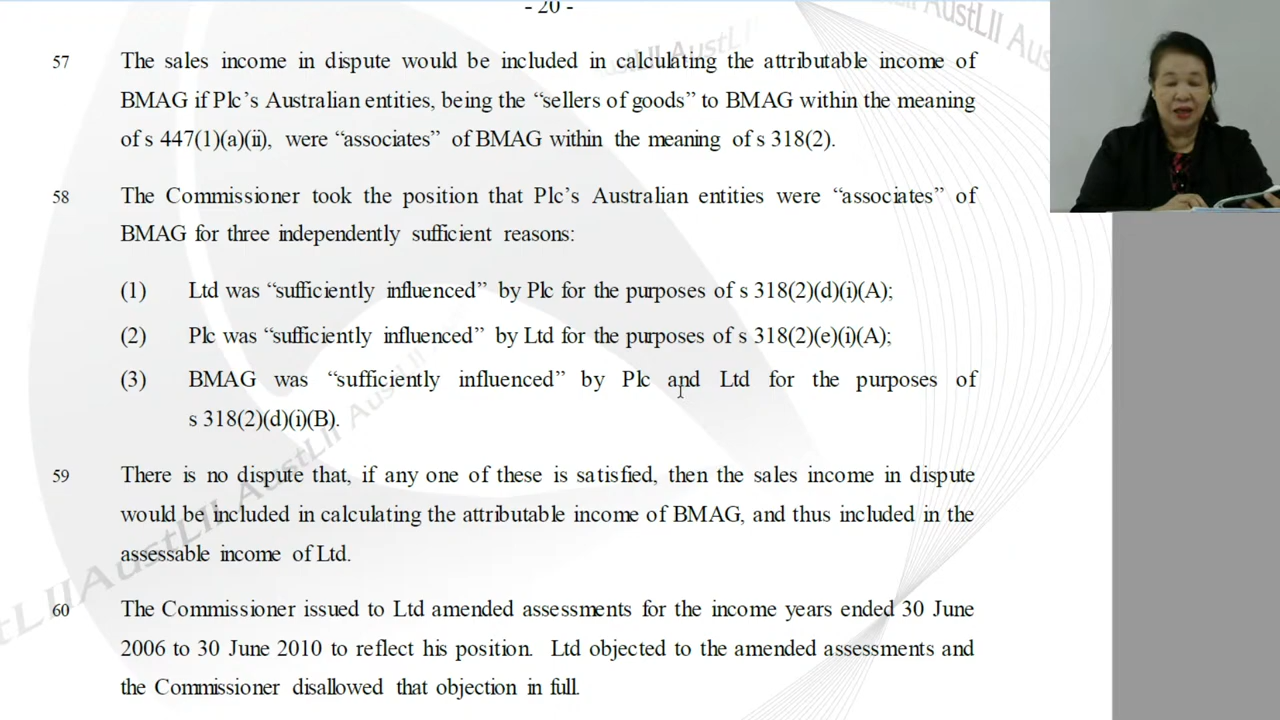 - 20 -
57 The sales income in dispute would be included in calculating the attributable income of
BMAG if Plc's Australian entities, being the “sellers of goods” to BMAG within the meaning
of s 447(1)(a)(ii), were “associates” of BMAG within the meaning of s 318(2).
58 The Commissioner took the position that Plc’s Australian entities were “associates” of
BMAG for three independently sufficient reasons:
(1) Ltd was “sufficiently influenced” by Plc for the purposes of s 318(2)(d)(i)(A);
(2) Plc was “sufficiently influenced” by Ltd for the purposes of s 318(2)(e)(i)(A);
(3) BMAG was “sufficiently influenced” by Plc and Ltd for the purposes of
s 318(2)(d)(i)(B).
59 There is no dispute that, if any one of these is satisfied, then the sales income in dispute
would be included in calculating the attributable income of BMAG, and thus included in the
assessable income of Ltd.
60 The Commissioner issued to Ltd amended assessments for the income years ended 30 June
2006 to 30 June 2010 to reflect his position. Ltd objected to the amended assessments and
the Commissioner disallowed that objection in full.
AustLII AustLII
AustLII Aus
tLII AustLII AustLII AustLII